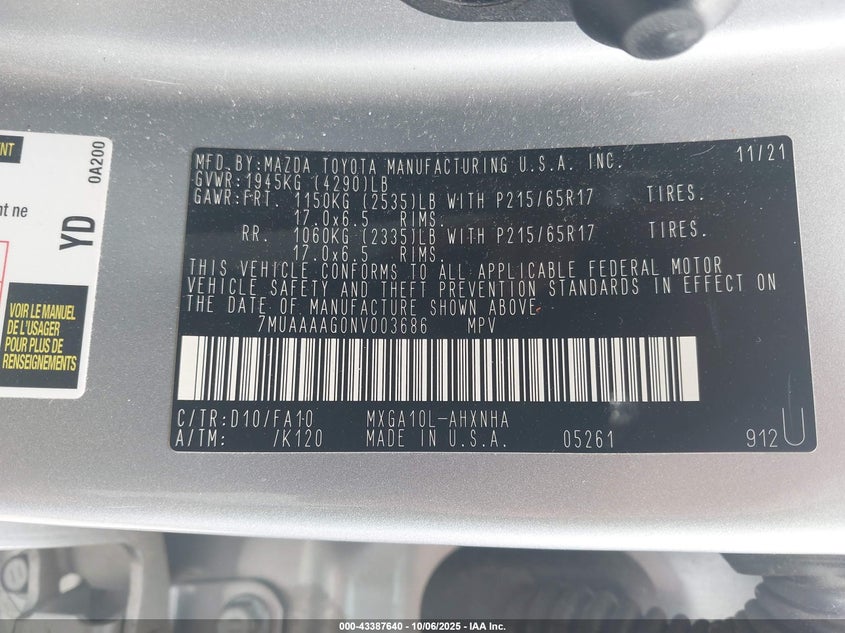 NT
0A200
nt ne
YD
VOIR LE MANUEL
DE L'USAGER
POUR PLUS DE
RENSEIGNEMENTS
MFD.BY:MAZDA TOYOTA MANUFACTURING U.S.A. INC. 11/21
GVWR:1945KG (4290)LB
GAWR:FRT. 1150KG (2535)LB WITH P215/65R17 TIRES.
17.0x6.5 RIMS.
RR. 1060KG (2335)LB WITH P215/65R17 TIRES.
17.0x6.5 RIMS.
THIS VEHICLE CONFORMS TO ALL APPLICABLE FEDERAL MOTOR
VEHICLE SAFETY AND THEFT PREVENTION STANDARDS IN EFFECT ON
THE DATE OF MANUFACTURE SHOWN ABOVE.
7MUAAAAG0NV003686 MPV
C/TR:D10/FA10 MXGA10L-AHXNHA
A/TM: /K120 MADE IN U.S.A. 05261 912U
000-43387640 - 10/06/2025 - IAA Inc.